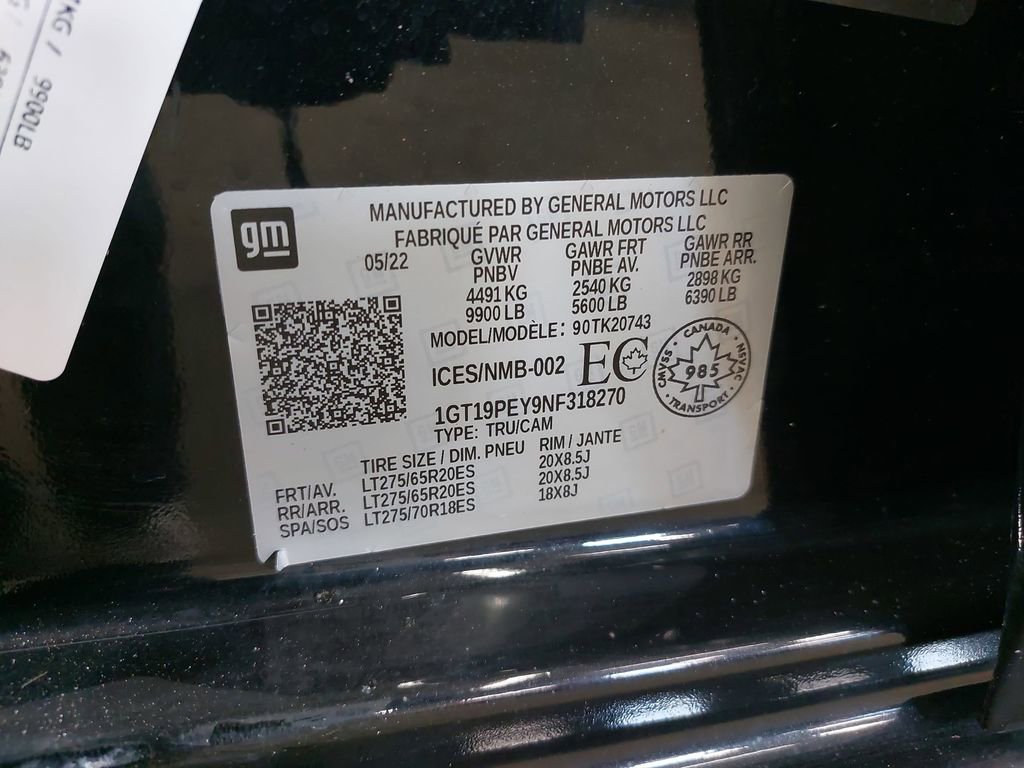 KG / 9900LB
gm
MANUFACTURED BY GENERAL MOTORS LLC
FABRIQUÉ PAR GENERAL MOTORS LLC
05/22
GVWR GAWR FRT GAWR RR
PNBV PNBE AV. PNBE ARR.
4491 KG 2540 KG 2898 KG
9900 LB 5600 LB 6390 LB
MODEL/MODÈLE: 90TK20743
ICES/NMB-002 EC
CANADA
CMVSS 985 NSVAC
TRANSPORT
1GT19PEY9NF318270
TYPE: TRU/CAM
TIRE SIZE / DIM. PNEU RIM / JANTE
FRT/AV. LT275/65R20ES 20X8.5J
RR/ARR. LT275/65R20ES 20X8.5J
SPA/SOS LT275/70R18ES 18X8J